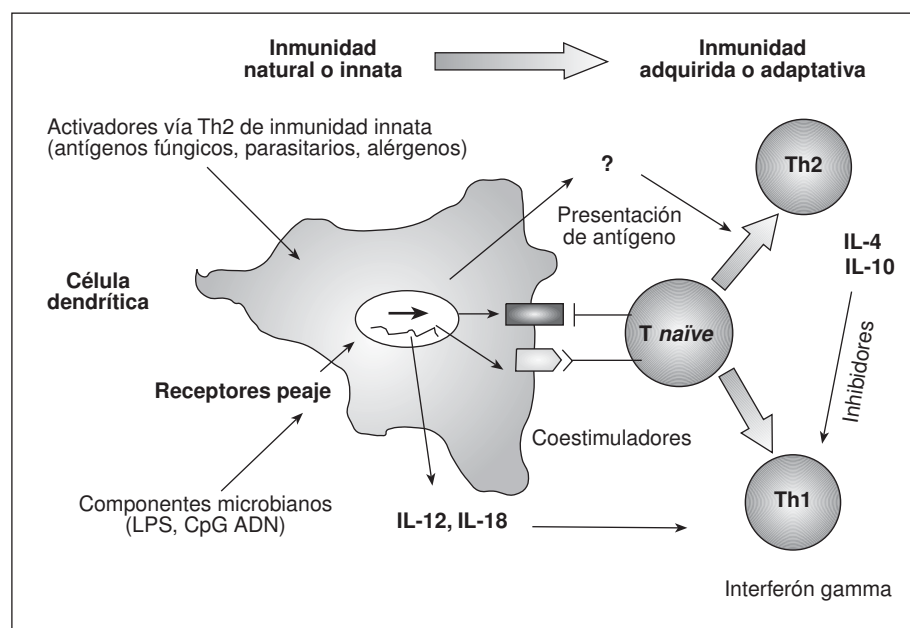 Inmunidad
natural o innata
Inmunidad
adquirida o adaptativa
Activadores vía Th2 de inmunidad innata
(antígenos fúngicos, parasitarios, alérgenos)
?
Th2
Presentación
de antígeno
IL-4
IL-10
Célula
dendrítica
T naïve
Inhibidores
Receptores peaje
Coestimuladores
Componentes microbianos
(LPS, CpG ADN)
IL-12, IL-18
Th1
Interferón gamma